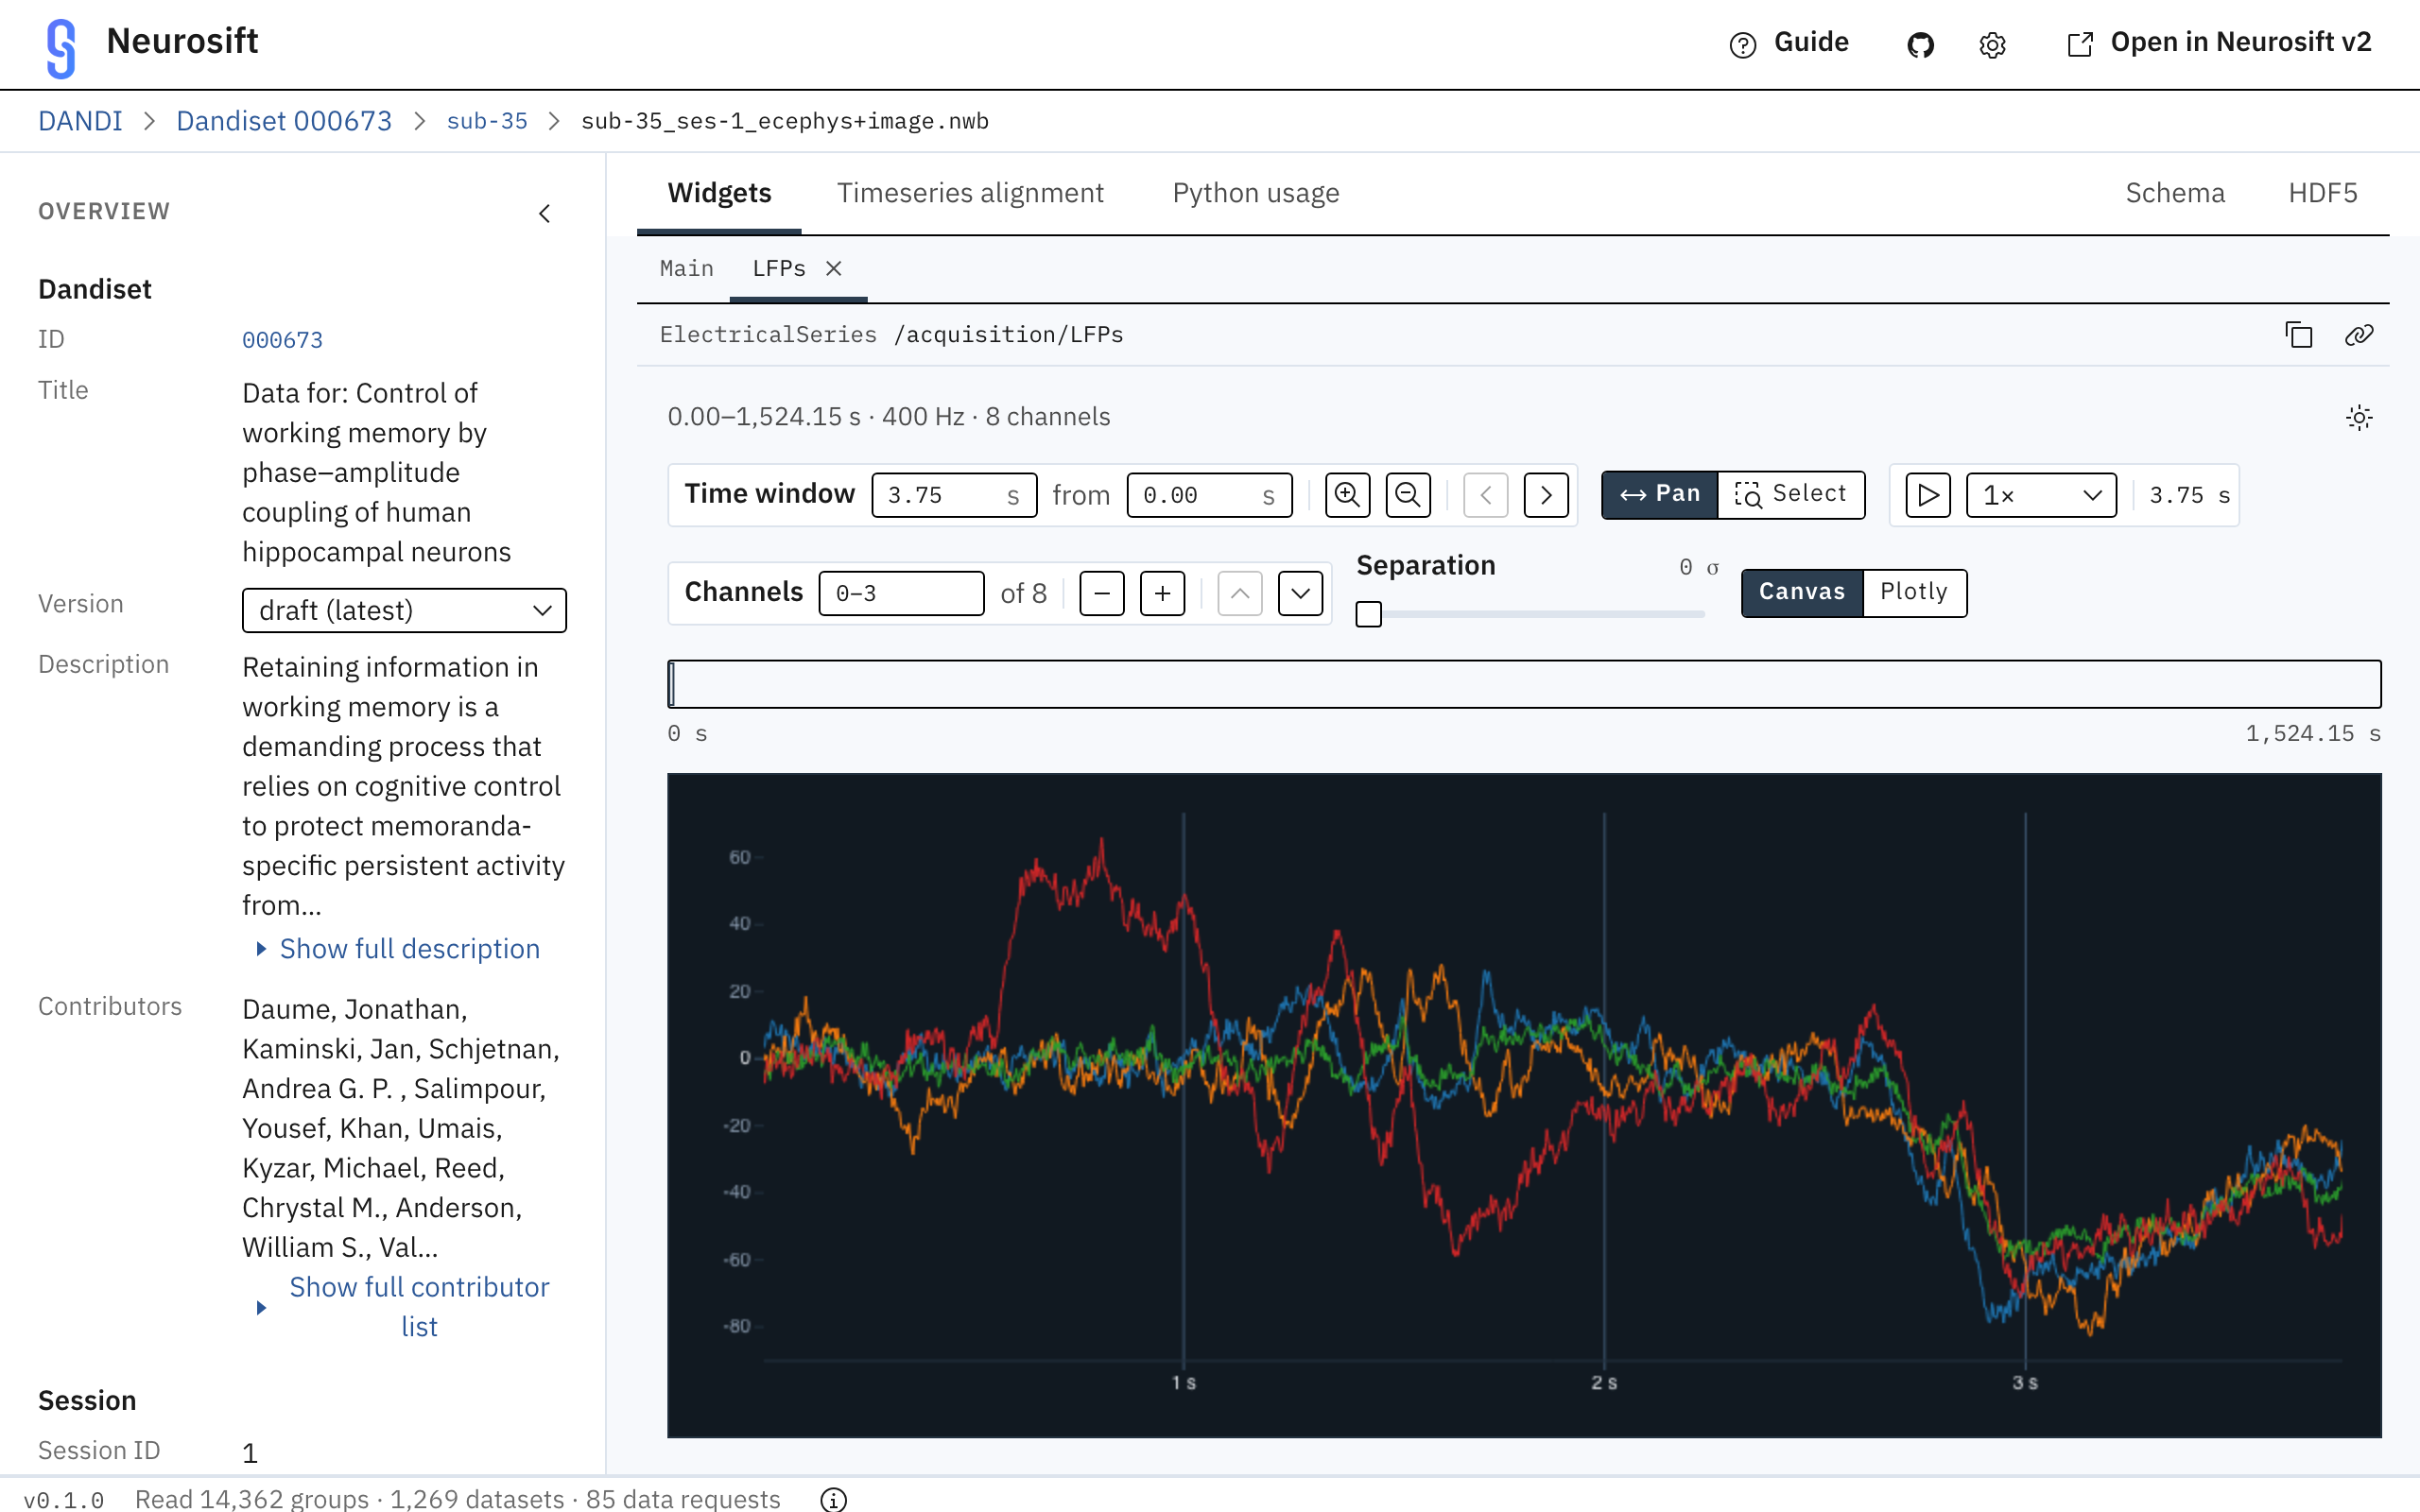 Neurosift
Guide
Open in Neurosift v2
DANDI > Dandiset 000673 > sub-35 > sub-35_ses-1_ecephys+image.nwb
OVERVIEW
Dandiset
ID 000673
Title Data for: Control of
working memory by
phase–amplitude
coupling of human
hippocampal neurons
Version draft (latest)
Description Retaining information in
working memory is a
demanding process that
relies on cognitive control
to protect memoranda-
specific persistent activity
from...
Show full description
Contributors Daume, Jonathan,
Kaminski, Jan, Schjetnan,
Andrea G. P. , Salimpour,
Yousef, Khan, Umais,
Kyzar, Michael, Reed,
Chrystal M., Anderson,
William S., Val...
Show full contributor
list
Session
Session ID 1
Widgets Timeseries alignment Python usage Schema HDF5
Main LFPs
ElectricalSeries /acquisition/LFPs
0.00–1,524.15 s · 400 Hz · 8 channels
Time window 3.75 s from 0.00 s Pan Select 1× 3.75 s
Channels 0–3 of 8 Separation 0 σ Canvas Plotly
0 s 1,524.15 s
60
40
20
0
-20
-40
-60
-80
1 s 2 s 3 s
v0.1.0 Read 14,362 groups · 1,269 datasets · 85 data requests